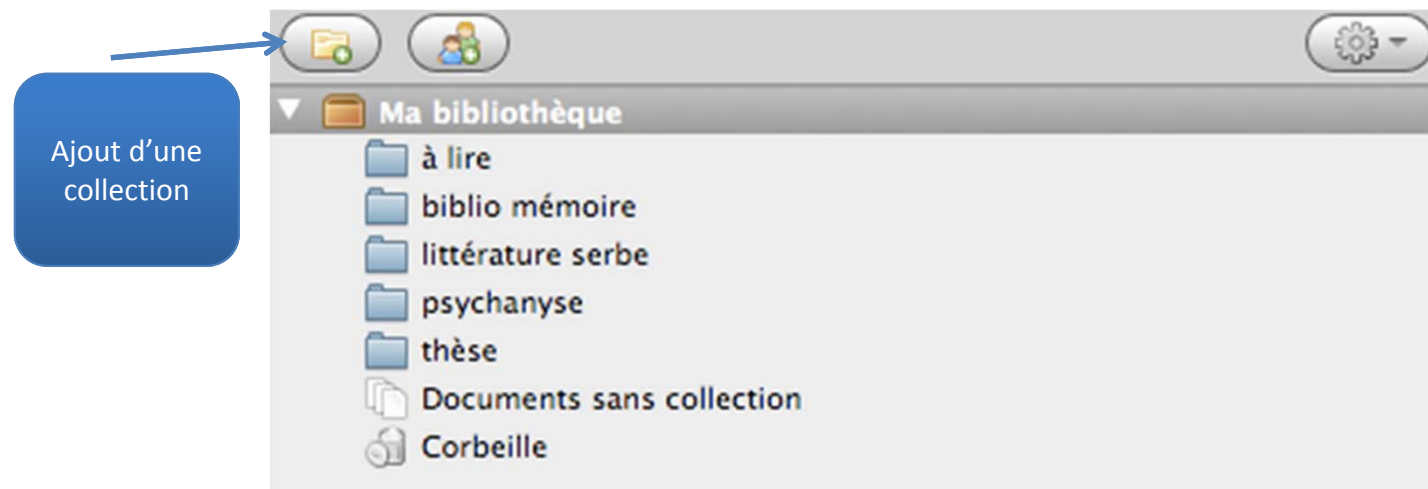 Ajout d’une
collection
Ma bibliothèque
à lire
biblio mémoire
littérature serbe
psychanyse
thèse
Documents sans collection
Corbeille